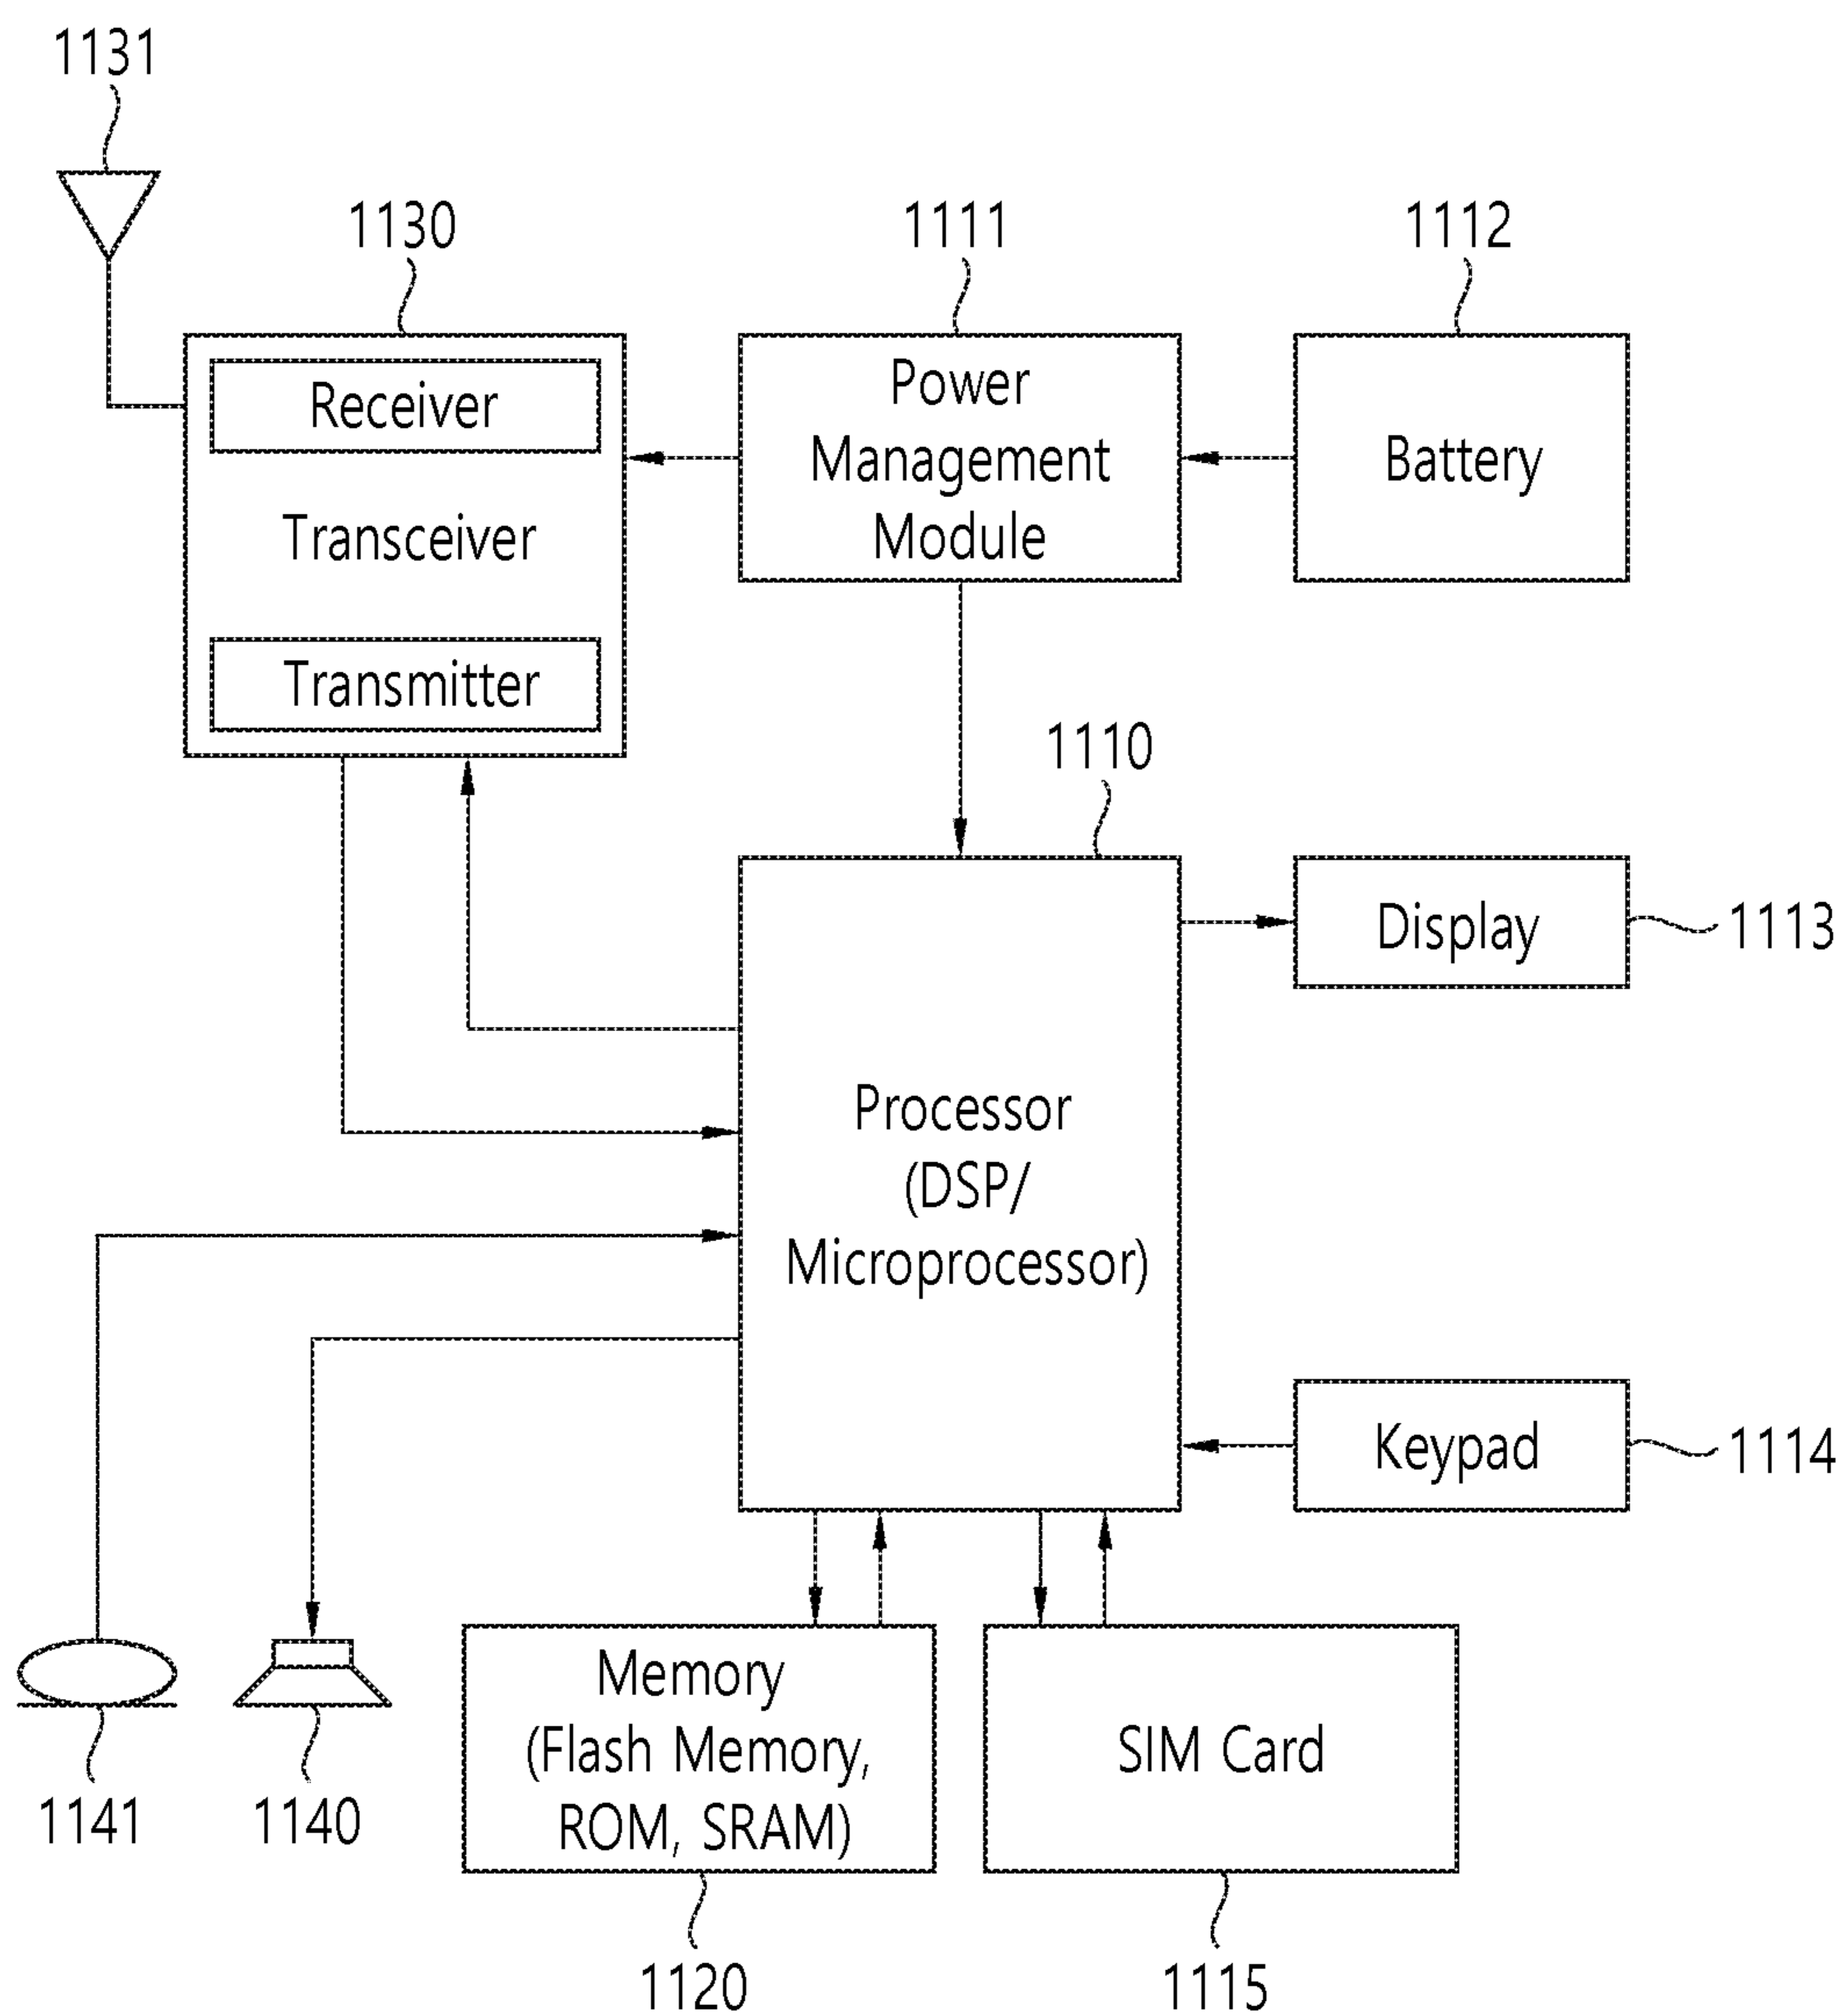 1131
1130
1111
1112
Receiver
Transceiver
Transmitter
Power
Management
Module
Battery
1110
Processor
(DSP/
Microprocessor)
Display
1113
Keypad
1114
1141
1140
Memory
(Flash Memory,
ROM, SRAM)
SIM Card
1120
1115